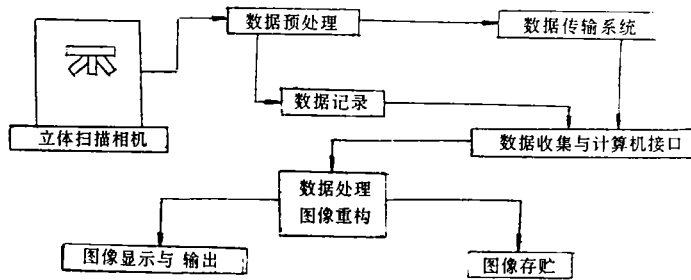 数据预处理
数据传输系统
数据记录
立体扫描相机
数据收集与计算机接口
数据处理
图像重构
图像显示与 输出
图像存贮